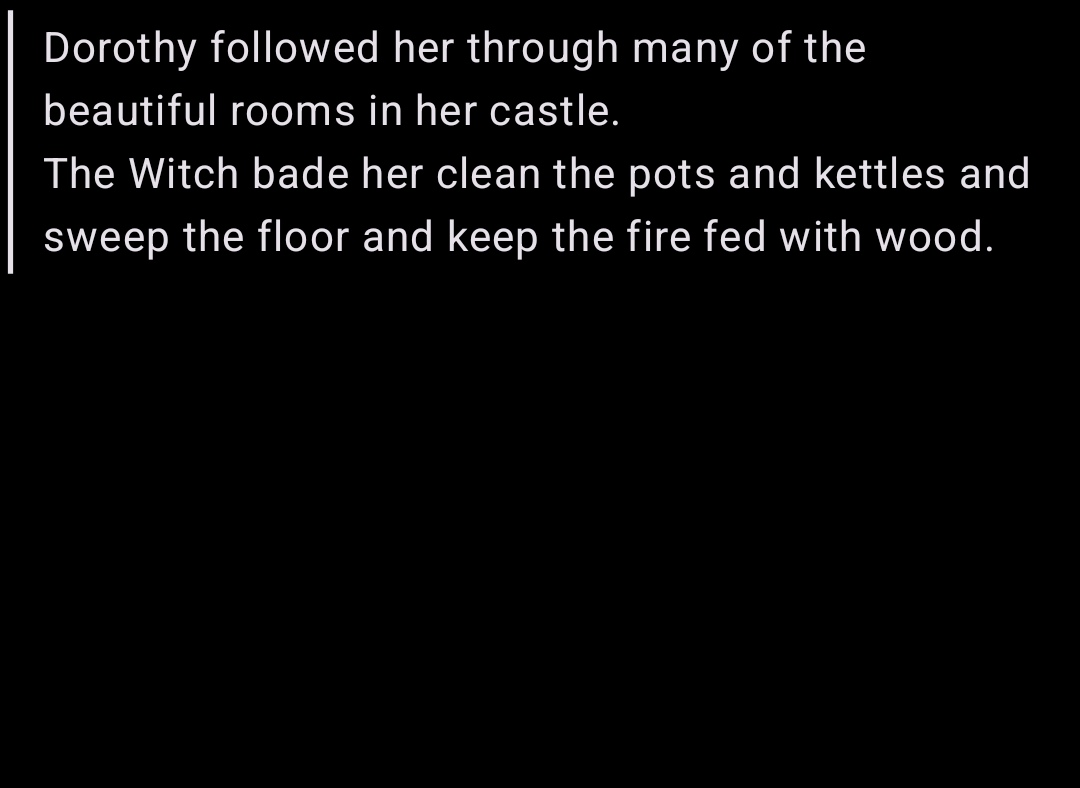 Dorothy followed her through many of the
beautiful rooms in her castle.
The Witch bade her clean the pots and kettles and
sweep the floor and keep the fire fed with wood.